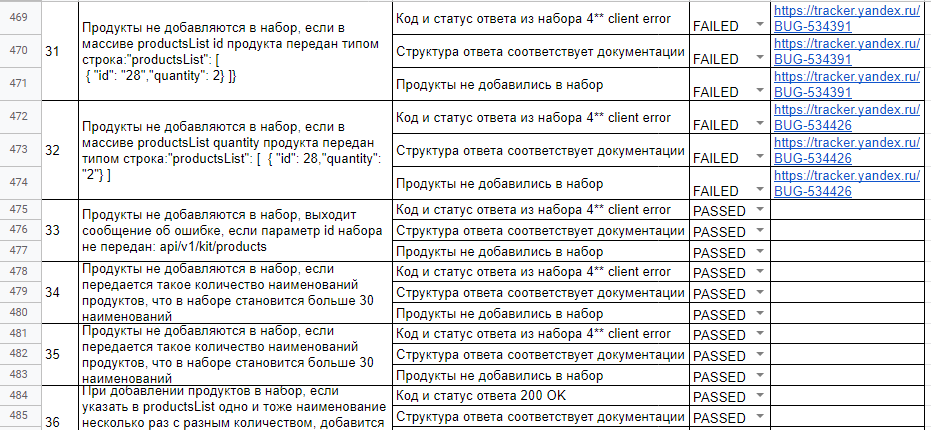 469
31
Продукты не добавляются в набор, если в
массиве productsList id продукта передан типом
строка:"productsList": [
{ "id": "28","quantity": 2} ]}
Код и статус ответа из набора 4** client error
FAILED
https://tracker.yandex.ru/
BUG-534391
470
Структура ответа соответствует документации
FAILED
https://tracker.yandex.ru/
BUG-534391
471
Продукты не добавились в набор
FAILED
https://tracker.yandex.ru/
BUG-534391
472
32
Продукты не добавляются в набор, если в
массиве productsList quantity продукта передан
типом строка:"productsList": [ { "id": 28,"quantity":
"2"} ]
Код и статус ответа из набора 4** client error
FAILED
https://tracker.yandex.ru/
BUG-534426
473
Структура ответа соответствует документации
FAILED
https://tracker.yandex.ru/
BUG-534426
474
Продукты не добавились в набор
FAILED
https://tracker.yandex.ru/
BUG-534426
475
33
Продукты не добавляются в набор, выходит
сообщение об ошибке, если параметр id набора
не передан: api/v1/kit/products
Код и статус ответа из набора 4** client error
PASSED
476
Структура ответа соответствует документации
PASSED
477
Продукты не добавились в набор
PASSED
478
34
Продукты не добавляются в набор, если
передается такое количество наименований
продуктов, что в наборе становится больше 30
наименований
Код и статус ответа из набора 4** client error
PASSED
479
Структура ответа соответствует документации
PASSED
480
Продукты не добавились в набор
PASSED
481
35
Продукты не добавляются в набор, если
передается такое количество наименований
продуктов, что в наборе становится больше 30
наименований
Код и статус ответа из набора 4** client error
PASSED
482
Структура ответа соответствует документации
PASSED
483
Продукты не добавились в набор
PASSED
484
36
При добавлении продуктов в набор, если
указать в productsList одно и тоже наименование
несколько раз с разным количеством, добавится
Код и статус ответа 200 OK
PASSED
485
Структура ответа соответствует документации
PASSED